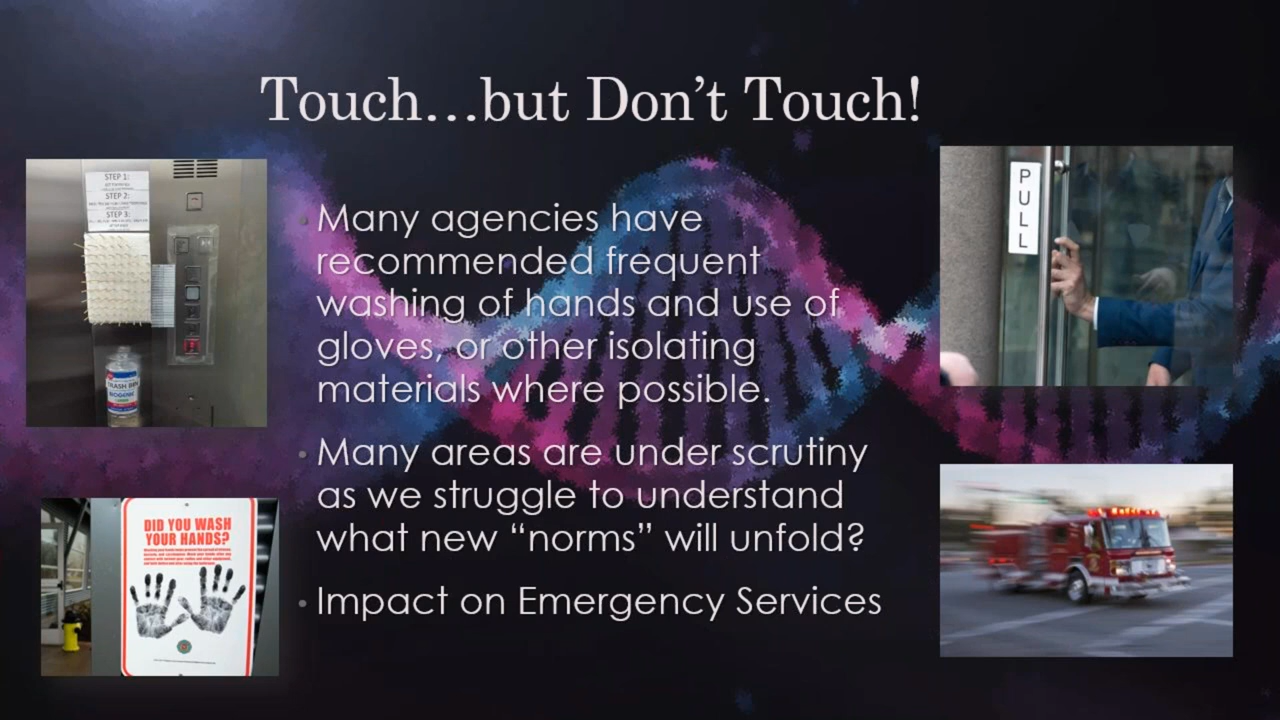 Touch...but Don't Touch!
STEP 1:
STEP 2:
STEP 3:
TRASH BIN
• Many agencies have
recommended frequent
washing of hands and use of
gloves, or other isolating
materials where possible.
• Many areas are under scrutiny
as we struggle to understand
what new “norms” will unfold?
• Impact on Emergency Services
PULL
DID YOU WASH
YOUR HANDS?